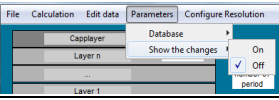 File Calculation Edit data Parameters Configure Resolution
Database
Capplayer
Show the changes
On
Layer n
Off
...
number of
period
Layer 1